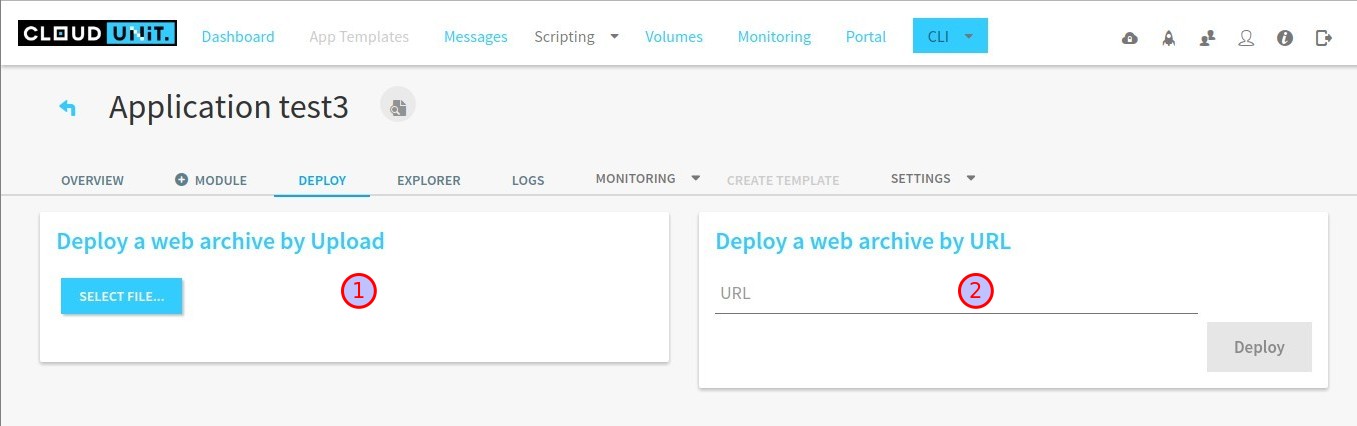 CLOUD UNIT. Dashboard App Templates Messages Scripting Volumes Monitoring Portal CLI
Application test3
OVERVIEW MODULE DEPLOY EXPLORER LOGS MONITORING CREATE TEMPLATE SETTINGS
Deploy a web archive by Upload
SELECT FILE...
1
Deploy a web archive by URL
URL
2
Deploy